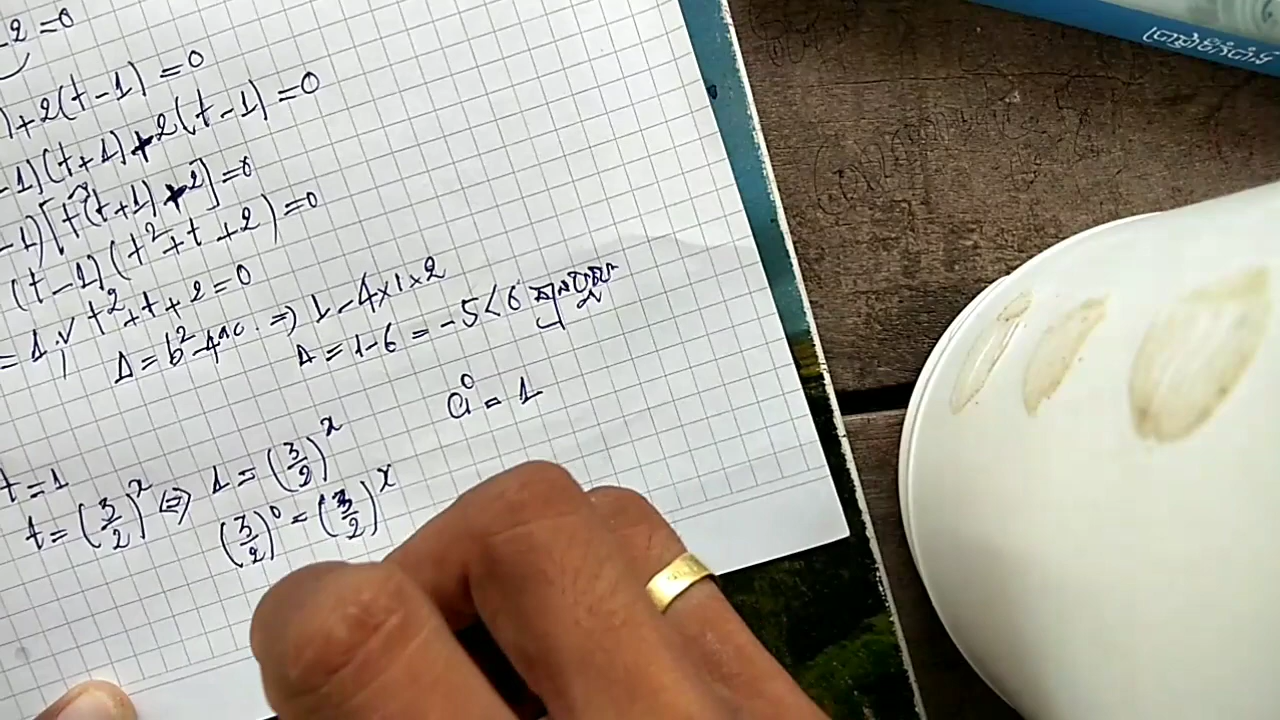 -2=0
)+2(t-1)=0
-1)(t+1)+2(t-1)=0
-1)[t(t+1)+2]=0
(t-1)(t²+t+2)=0
=1; t²+t+2=0
Δ=b²-4ac. ⇒) 1-4×1×2
Δ=1-6=-5<6
a⁰=1
t=1
t=(3/2)ˣ ⇔ 1=(3/2)ˣ
(3/2)⁰=(3/2)ˣ